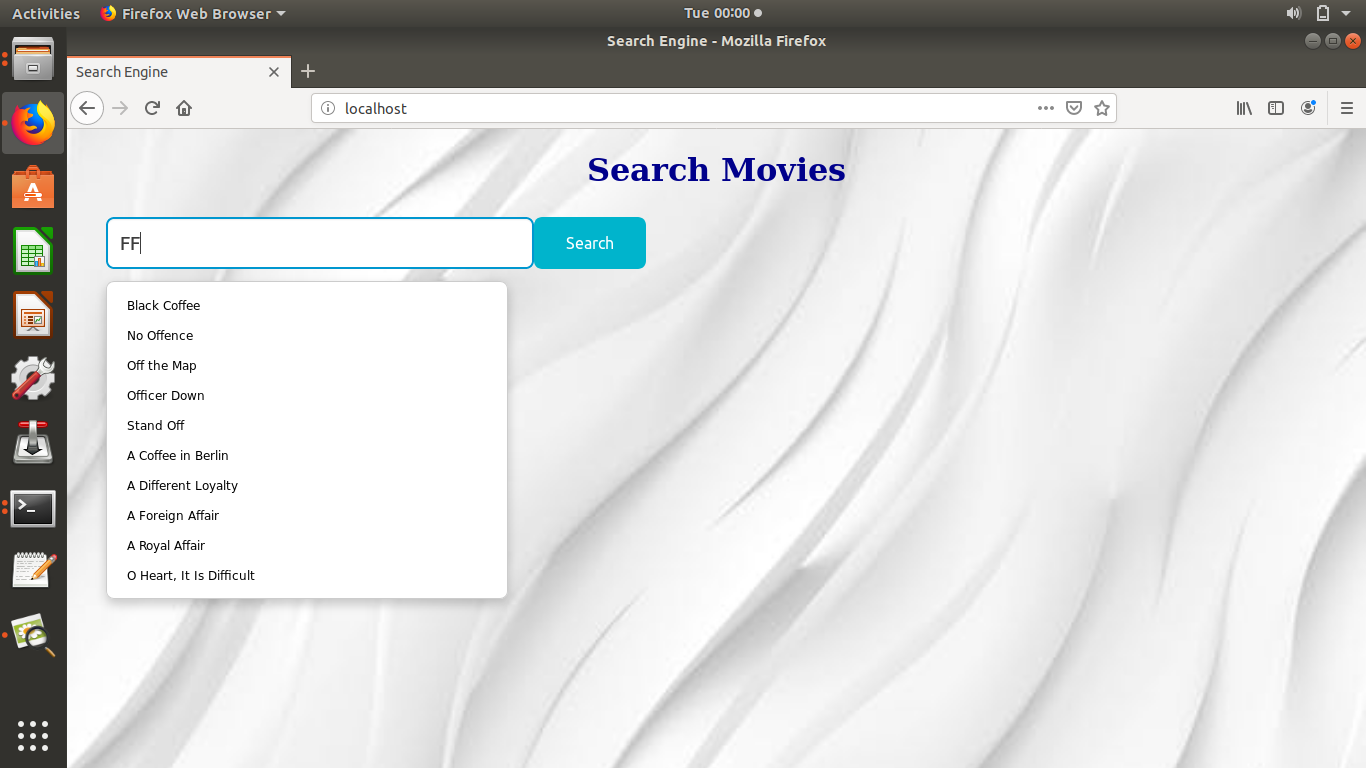 Activities Firefox Web Browser Tue 00:00
Search Engine - Mozilla Firefox
Search Engine
localhost
Search Movies
FF Search
Black Coffee
No Offence
Off the Map
Officer Down
Stand Off
A Coffee in Berlin
A Different Loyalty
A Foreign Affair
A Royal Affair
O Heart, It Is Difficult